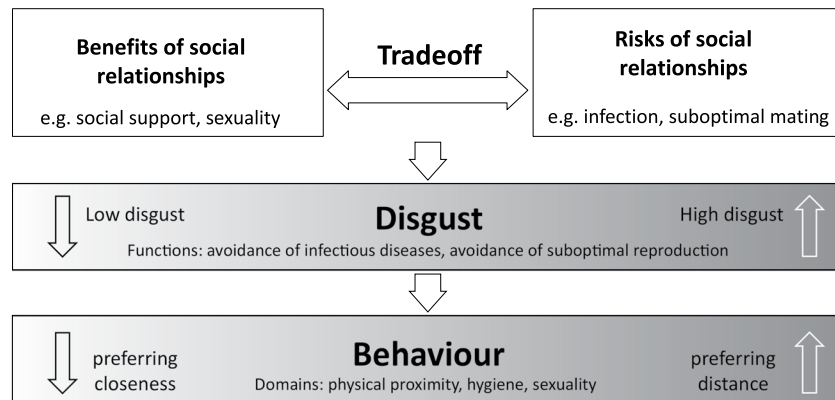 Benefits of social
relationships
e.g. social support, sexuality
Tradeoff
Risks of social
relationships
e.g. infection, suboptimal mating
Low disgust
Disgust
High disgust
Functions: avoidance of infectious diseases, avoidance of suboptimal reproduction
preferring
closeness
Behaviour
Domains: physical proximity, hygiene, sexuality
preferring
distance